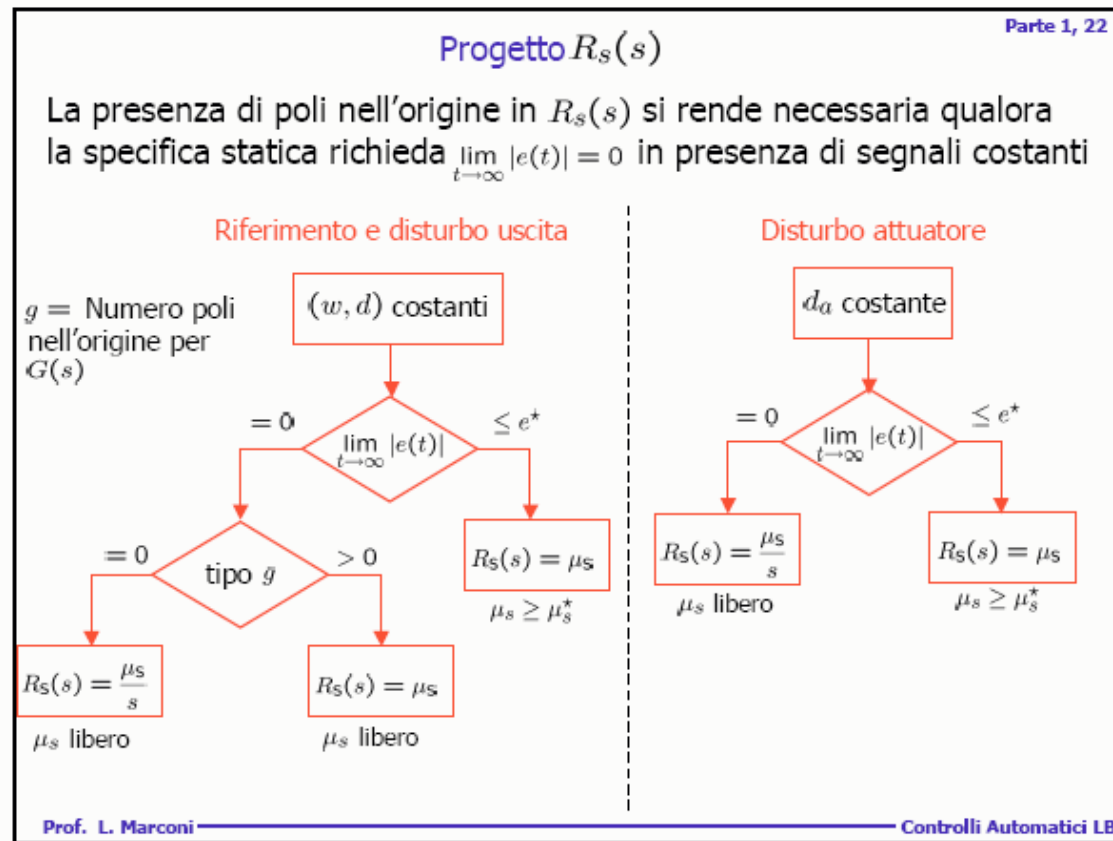 Parte 1, 22
Progetto R_s(s)
La presenza di poli nell'origine in R_s(s) si rende necessaria qualora
la specifica statica richieda lim_{t→∞} |e(t)| = 0 in presenza di segnali costanti
Riferimento e disturbo uscita
g = Numero poli
nell'origine per
G(s)
(w, d) costanti
= 0
lim_{t→∞} |e(t)|
≤ e*
= 0
tipo g
> 0
R_s(s) = μ_s
μ_s ≥ μ_s*
R_s(s) = μ_s/s
μ_s libero
R_s(s) = μ_s
μ_s libero
Disturbo attuatore
d_a costante
= 0
lim_{t→∞} |e(t)|
≤ e*
R_s(s) = μ_s/s
μ_s libero
R_s(s) = μ_s
μ_s ≥ μ_s*
Prof. L. Marconi
Controlli Automatici LB